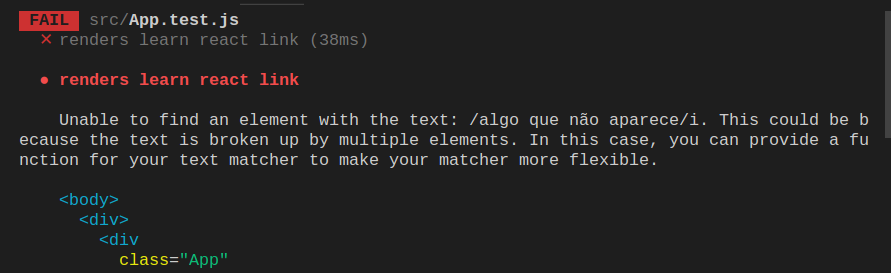 FAIL src/App.test.js
✕ renders learn react link (38ms)
● renders learn react link
Unable to find an element with the text: /algo que não aparece/i. This could be b
ecause the text is broken up by multiple elements. In this case, you can provide a fu
nction for your text matcher to make your matcher more flexible.
<body>
<div>
<div
class="App"